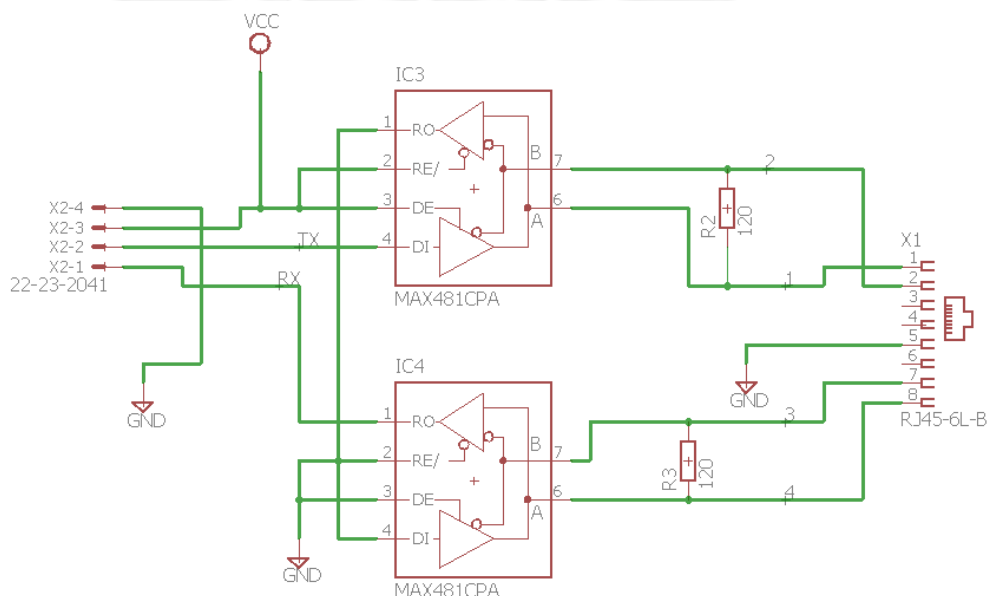 VCC
IC3
1 RO
2 RE/
3 DE
4 DI
B 7
A 6
MAX481CPA
X2-4
X2-3
X2-2
X2-1
22-23-2041
TX
RX
GND
2
R2
120
1
X1
1
2
3
4
5
6
7
8
RJ45-6L-B
GND
IC4
1 RO
2 RE/
3 DE
4 DI
B 7
A 6
MAX481CPA
3
R3
120
4
GND